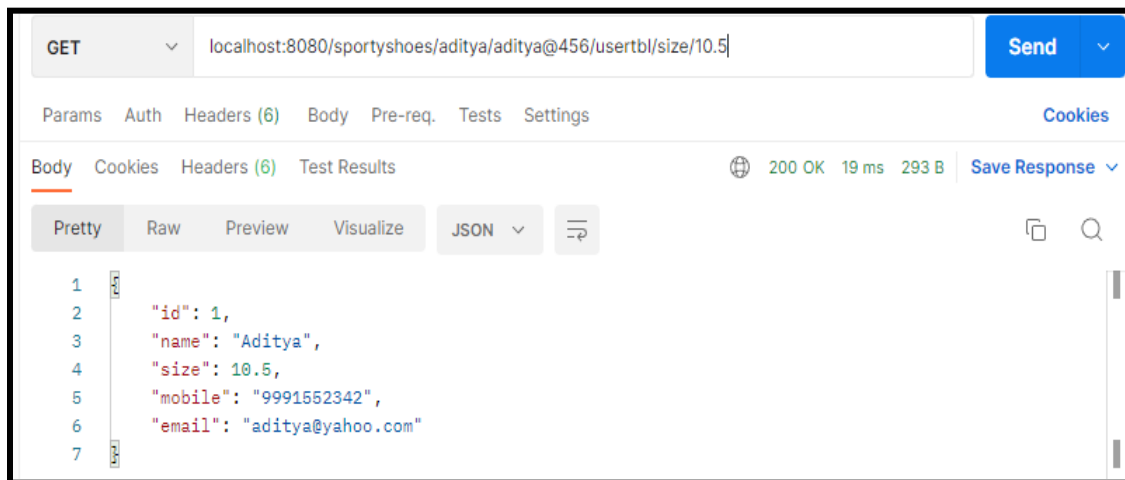 GET localhost:8080/sportyshoes/aditya/aditya@456/usertbl/size/10.5 Send
Params Auth Headers (6) Body Pre-req. Tests Settings Cookies
Body Cookies Headers (6) Test Results 200 OK 19 ms 293 B Save Response
Pretty Raw Preview Visualize JSON
1 {
2 "id": 1,
3 "name": "Aditya",
4 "size": 10.5,
5 "mobile": "9991552342",
6 "email": "aditya@yahoo.com"
7 }